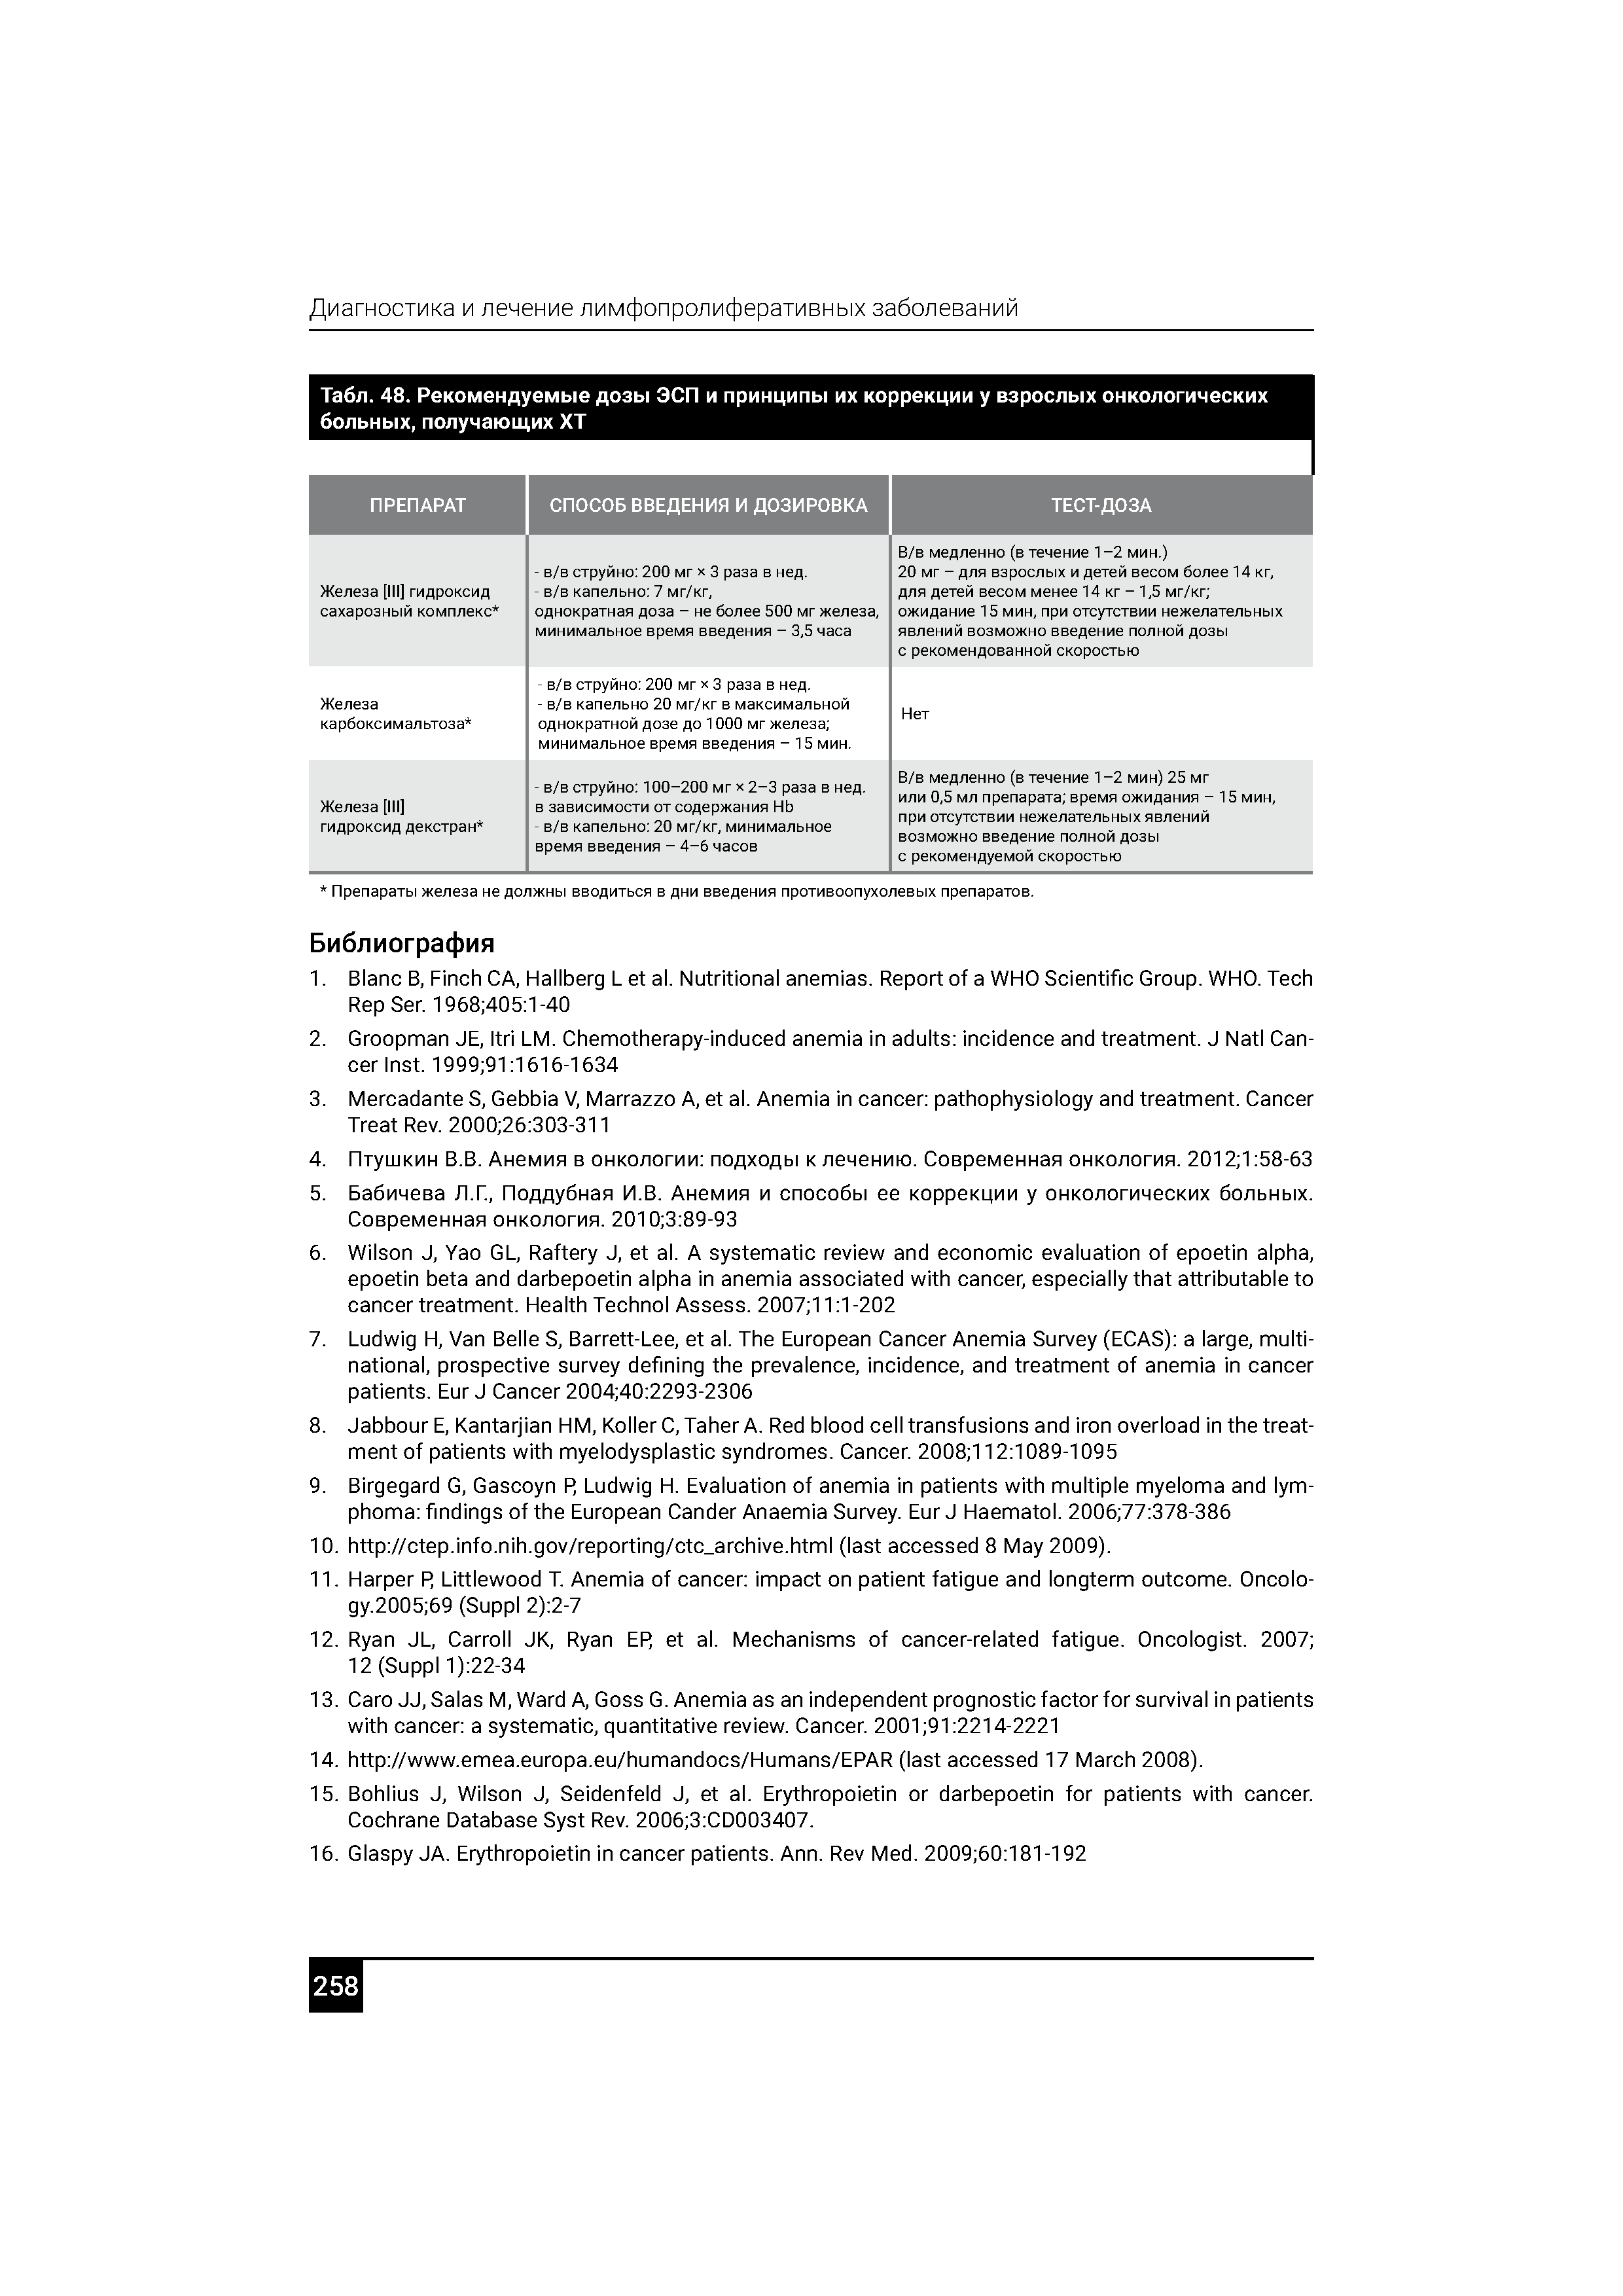 Диагностика и лечение лимфопролиферативных заболеваний
Табл. 48. Рекомендуемые дозы ЭСП и принципы их коррекции у взрослых онкологических
больных, получающих ХТ
ПРЕПАРАТ
СПОСОБ ВВЕДЕНИЯ И ДОЗИРОВКА
ТЕСТ-ДОЗА
Железа [III] гидроксид
сахарозный комплекс*
- в/в струйно: 200 мг × 3 раза в нед.
- в/в капельно: 7 мг/кг,
однократная доза – не более 500 мг железа,
минимальное время введения – 3,5 часа
В/в медленно (в течение 1–2 мин.)
20 мг – для взрослых и детей весом более 14 кг,
для детей весом менее 14 кг – 1,5 мг/кг;
ожидание 15 мин, при отсутствии нежелательных
явлений возможно введение полной дозы
с рекомендованной скоростью
Железа
карбоксимальтоза*
- в/в струйно: 200 мг × 3 раза в нед.
- в/в капельно 20 мг/кг в максимальной
однократной дозе до 1000 мг железа;
минимальное время введения – 15 мин.
Нет
Железа [III]
гидроксид декстран*
- в/в струйно: 100–200 мг × 2–3 раза в нед.
в зависимости от содержания Hb
- в/в капельно: 20 мг/кг, минимальное
время введения – 4–6 часов
В/в медленно (в течение 1–2 мин) 25 мг
или 0,5 мл препарата; время ожидания – 15 мин,
при отсутствии нежелательных явлений
возможно введение полной дозы
с рекомендуемой скоростью
* Препараты железа не должны вводиться в дни введения противоопухолевых препаратов.
Библиография
1. Blanc B, Finch CA, Hallberg L et al. Nutritional anemias. Report of a WHO Scientific Group. WHO. Tech
Rep Ser. 1968;405:1-40
2. Groopman JE, Itri LM. Chemotherapy-induced anemia in adults: incidence and treatment. J Natl Can-
cer Inst. 1999;91:1616-1634
3. Mercadante S, Gebbia V, Marrazzo A, et al. Anemia in cancer: pathophysiology and treatment. Cancer
Treat Rev. 2000;26:303-311
4. Птушкин В.В. Анемия в онкологии: подходы к лечению. Современная онкология. 2012;1:58-63
5. Бабичева Л.Г., Поддубная И.В. Анемия и способы ее коррекции у онкологических больных.
Современная онкология. 2010;3:89-93
6. Wilson J, Yao GL, Raftery J, et al. A systematic review and economic evaluation of epoetin alpha,
epoetin beta and darbepoetin alpha in anemia associated with cancer, especially that attributable to
cancer treatment. Health Technol Assess. 2007;11:1-202
7. Ludwig H, Van Belle S, Barrett-Lee, et al. The European Cancer Anemia Survey (ECAS): a large, multi-
national, prospective survey defining the prevalence, incidence, and treatment of anemia in cancer
patients. Eur J Cancer 2004;40:2293-2306
8. Jabbour E, Kantarjian HM, Koller C, Taher A. Red blood cell transfusions and iron overload in the treat-
ment of patients with myelodysplastic syndromes. Cancer. 2008;112:1089-1095
9. Birgegard G, Gascoyn P, Ludwig H. Evaluation of anemia in patients with multiple myeloma and lym-
phoma: findings of the European Cander Anaemia Survey. Eur J Haematol. 2006;77:378-386
10. http://ctep.info.nih.gov/reporting/ctc_archive.html (last accessed 8 May 2009).
11. Harper P, Littlewood T. Anemia of cancer: impact on patient fatigue and longterm outcome. Oncolo-
gy.2005;69 (Suppl 2):2-7
12. Ryan JL, Carroll JK, Ryan EP, et al. Mechanisms of cancer-related fatigue. Oncologist. 2007;
12 (Suppl 1):22-34
13. Caro JJ, Salas M, Ward A, Goss G. Anemia as an independent prognostic factor for survival in patients
with cancer: a systematic, quantitative review. Cancer. 2001;91:2214-2221
14. http://www.emea.europa.eu/humandocs/Humans/EPAR (last accessed 17 March 2008).
15. Bohlius J, Wilson J, Seidenfeld J, et al. Erythropoietin or darbepoetin for patients with cancer.
Cochrane Database Syst Rev. 2006;3:CD003407.
16. Glaspy JA. Erythropoietin in cancer patients. Ann. Rev Med. 2009;60:181-192
258